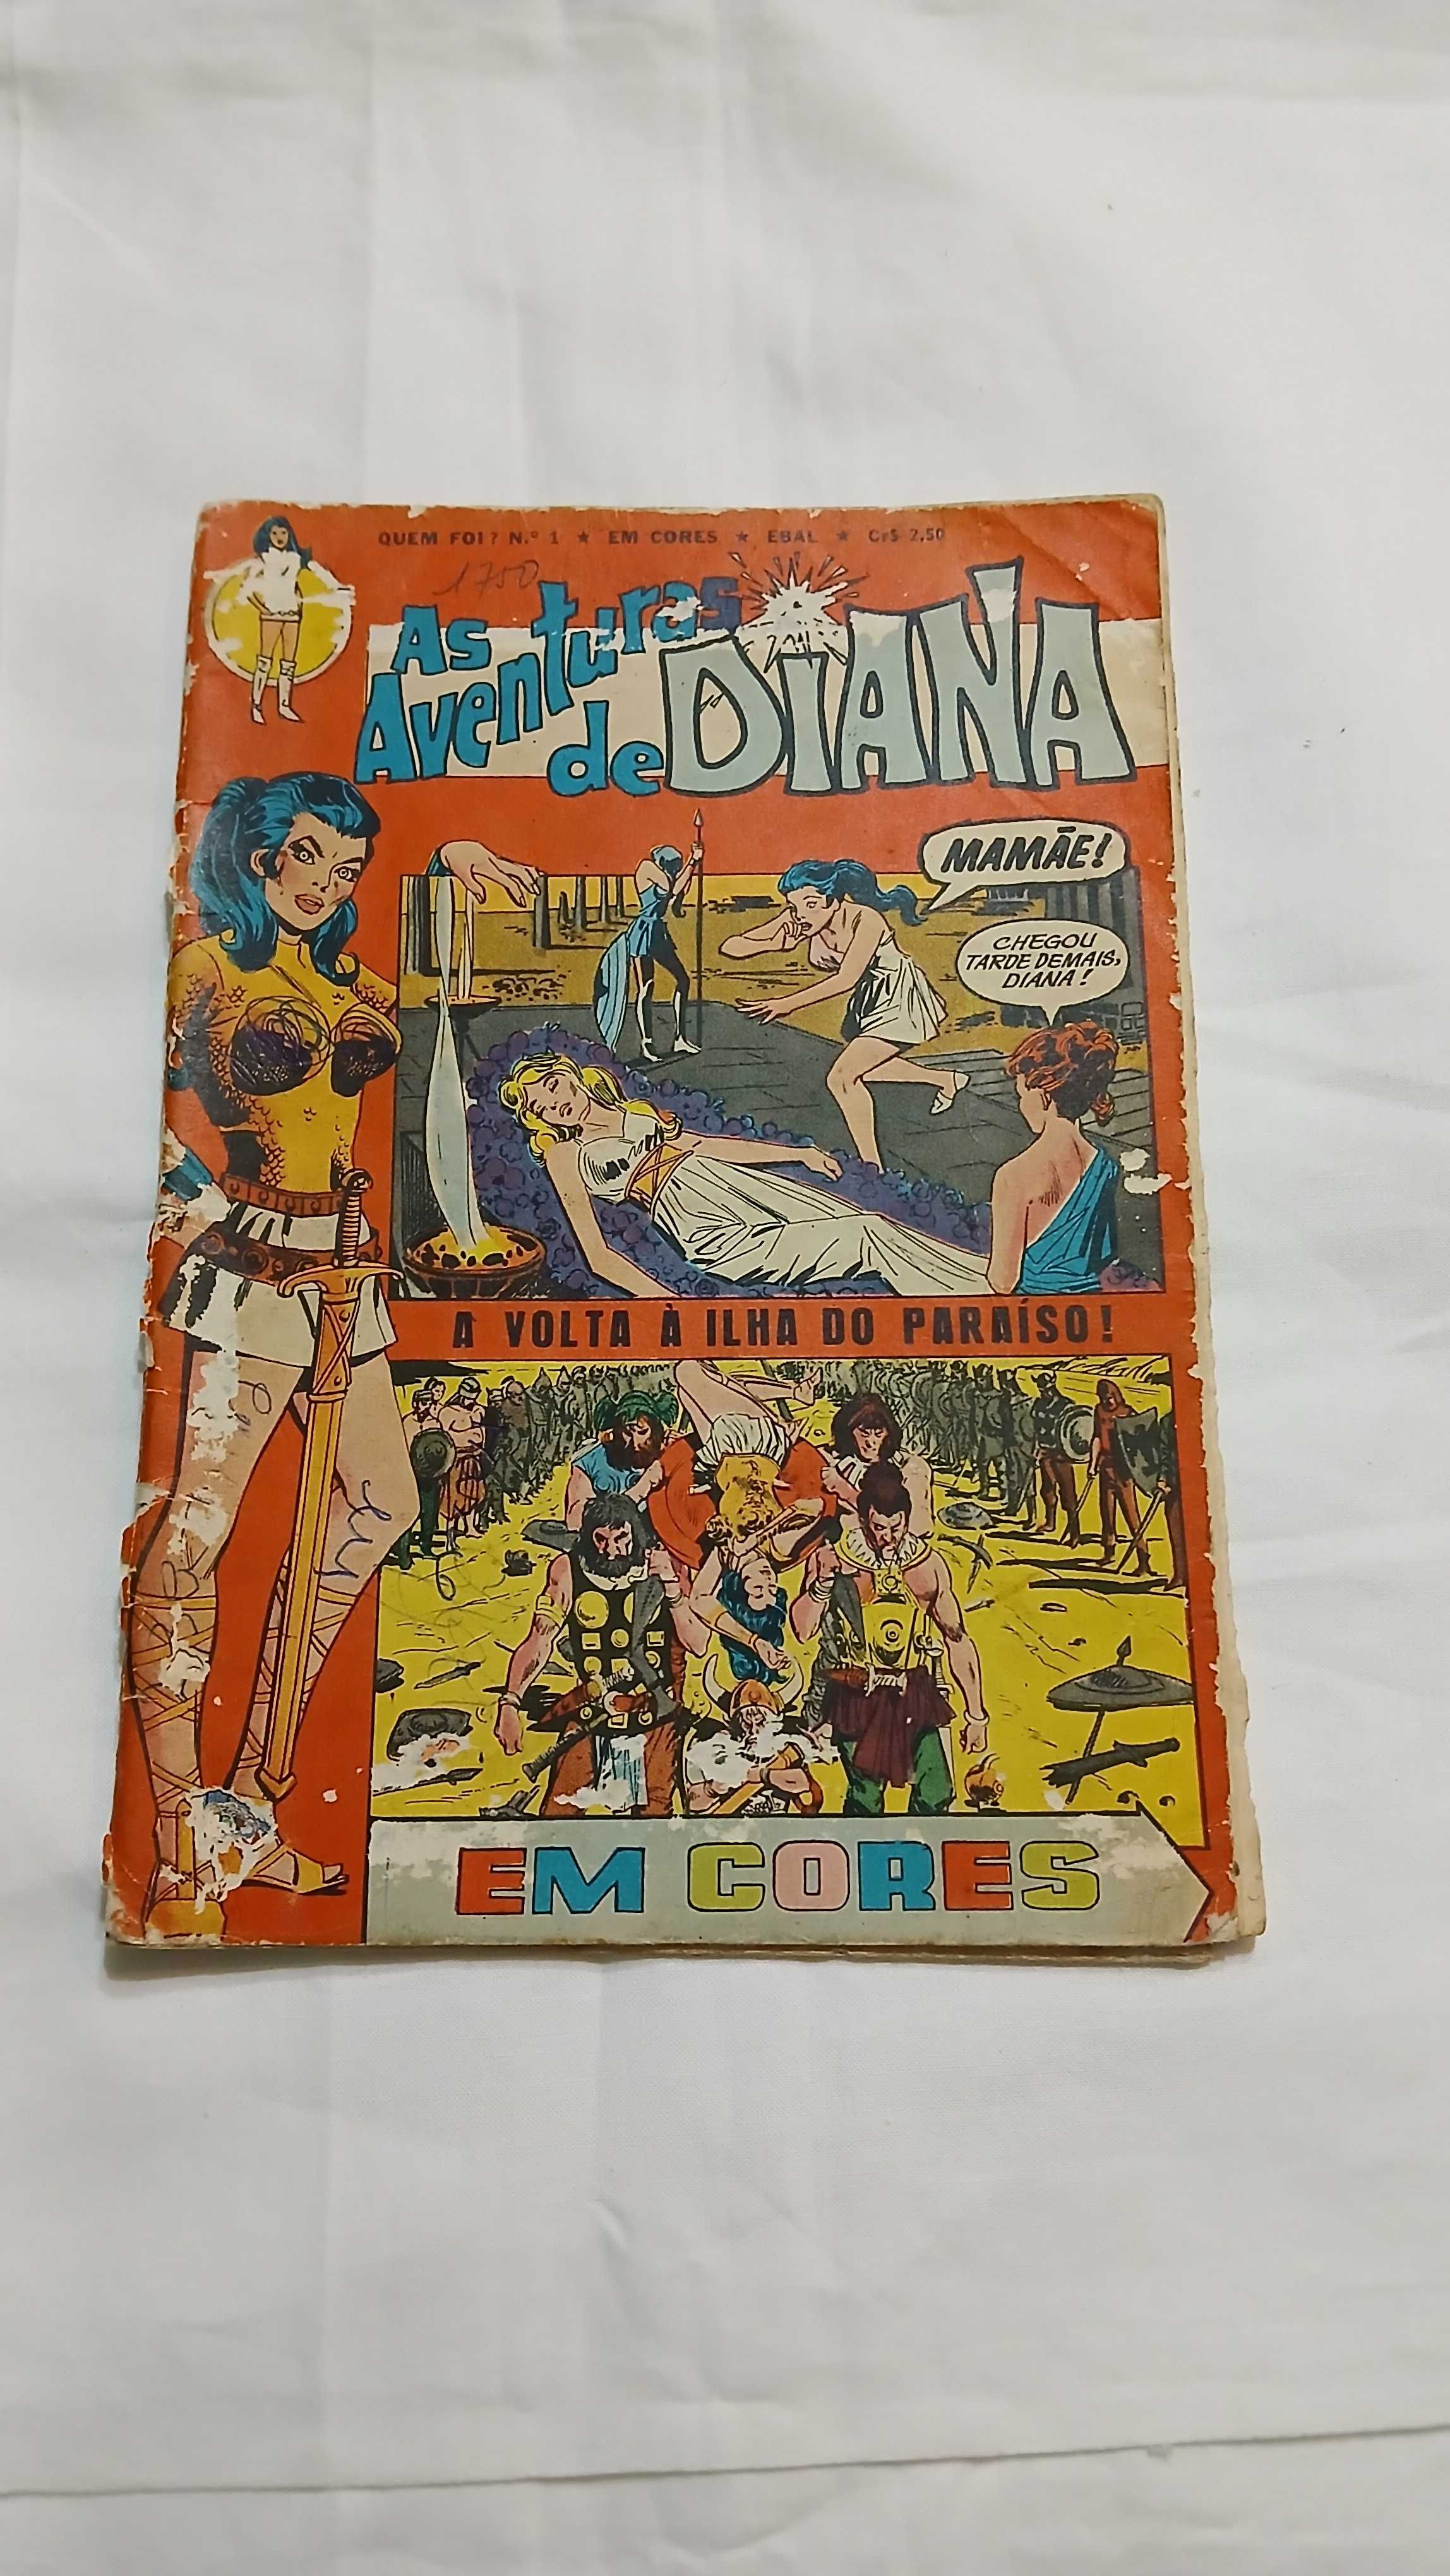 QUEM FOI? N.º 1 ★ EM CORES ★ EBAL ★ Cr$ 2,50
1750
As
Aventuras
de DiANA
MAMÃE!
CHEGOU
TARDE DEMAIS,
DIANA!
A VOLTA À ILHA DO PARAÍSO!
EM CORES